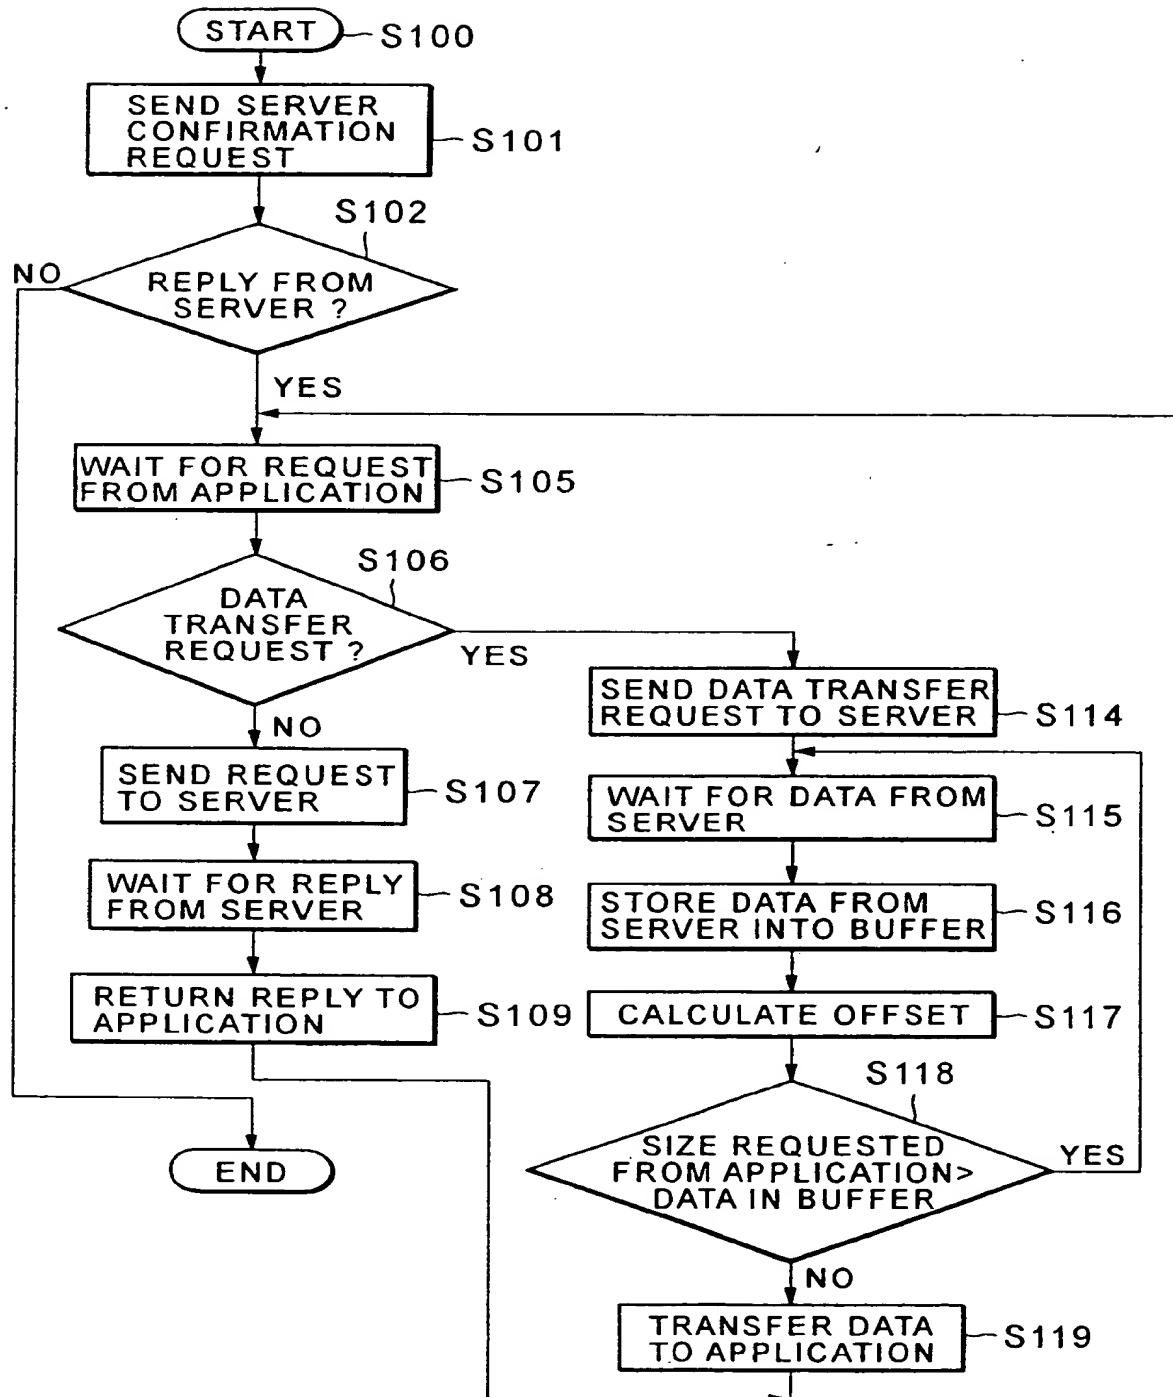 START
S100
SEND SERVER
CONFIRMATION
REQUEST
S101
S102
REPLY FROM
SERVER ?
NO
YES
WAIT FOR REQUEST
FROM APPLICATION
S105
S106
DATA
TRANSFER
REQUEST ?
YES
NO
SEND REQUEST
TO SERVER
S107
WAIT FOR REPLY
FROM SERVER
S108
RETURN REPLY TO
APPLICATION
S109
END
SEND DATA TRANSFER
REQUEST TO SERVER
S114
WAIT FOR DATA FROM
SERVER
S115
STORE DATA FROM
SERVER INTO BUFFER
S116
CALCULATE OFFSET
S117
S118
SIZE REQUESTED
FROM APPLICATION>
DATA IN BUFFER
YES
NO
TRANSFER DATA
TO APPLICATION
S119